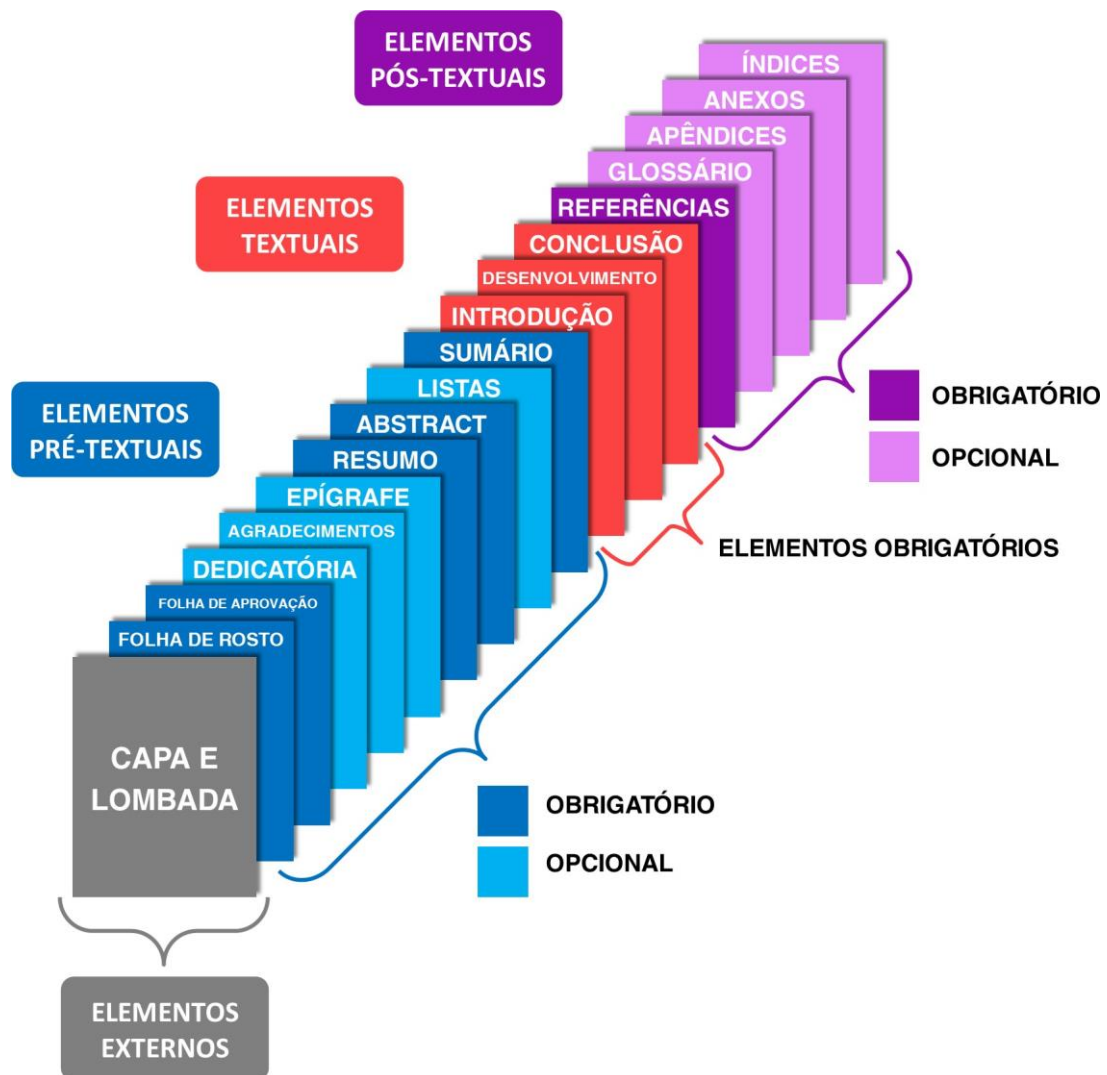 ELEMENTOS
PÓS-TEXTUAIS
ÍNDICES
ANEXOS
APÊNDICES
GLOSSÁRIO
REFERÊNCIAS
ELEMENTOS
TEXTUAIS
CONCLUSÃO
DESENVOLVIMENTO
INTRODUÇÃO
SUMÁRIO
LISTAS
ABSTRACT
RESUMO
EPÍGRAFE
AGRADECIMENTOS
DEDICATÓRIA
FOLHA DE APROVAÇÃO
FOLHA DE ROSTO
ELEMENTOS
PRÉ-TEXTUAIS
CAPA E
LOMBADA
OBRIGATÓRIO
OPCIONAL
ELEMENTOS OBRIGATÓRIOS
OBRIGATÓRIO
OPCIONAL
ELEMENTOS
EXTERNOS